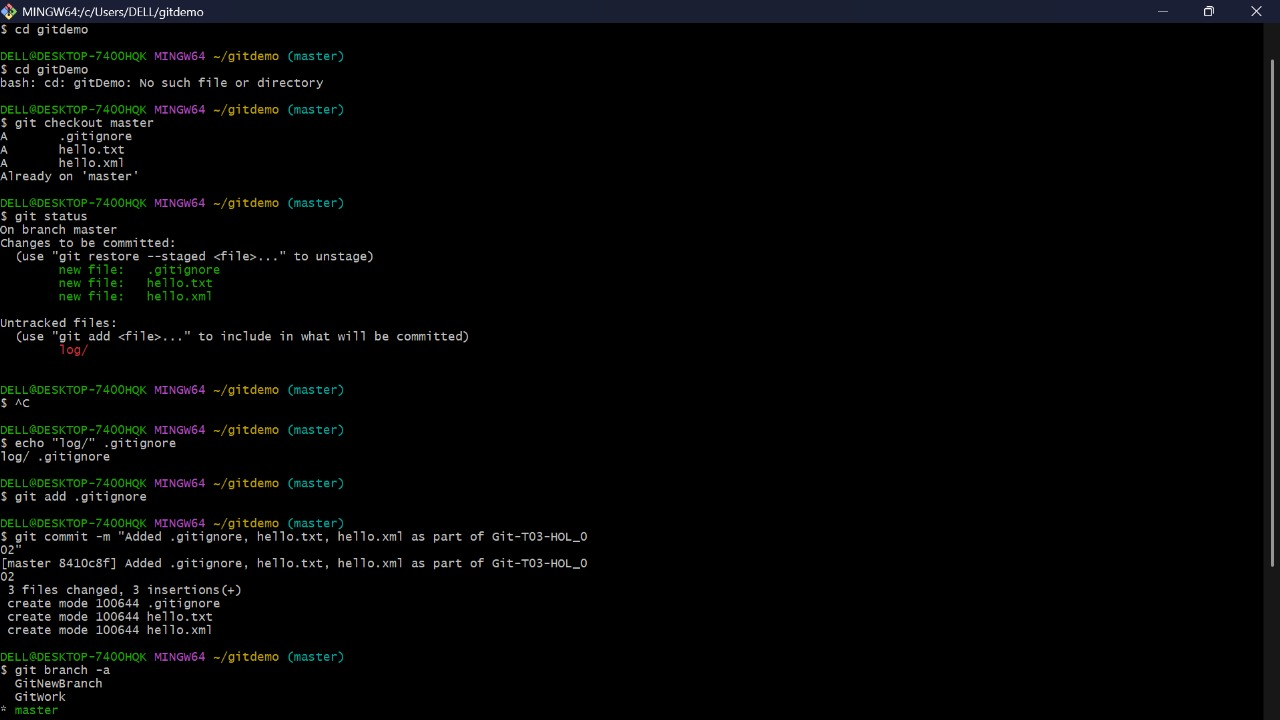 MINGW64:/c/Users/DELL/gitdemo
$ cd gitdemo
DELL@DESKTOP-7400HQK MINGW64 ~/gitdemo (master)
$ cd gitDemo
bash: cd: gitDemo: No such file or directory
DELL@DESKTOP-7400HQK MINGW64 ~/gitdemo (master)
$ git checkout master
A       .gitignore
A       hello.txt
A       hello.xml
Already on 'master'
DELL@DESKTOP-7400HQK MINGW64 ~/gitdemo (master)
$ git status
On branch master
Changes to be committed:
  (use "git restore --staged <file>..." to unstage)
        new file:   .gitignore
        new file:   hello.txt
        new file:   hello.xml
Untracked files:
  (use "git add <file>..." to include in what will be committed)
        log/
DELL@DESKTOP-7400HQK MINGW64 ~/gitdemo (master)
$ ^C
DELL@DESKTOP-7400HQK MINGW64 ~/gitdemo (master)
$ echo "log/" .gitignore
log/ .gitignore
DELL@DESKTOP-7400HQK MINGW64 ~/gitdemo (master)
$ git add .gitignore
DELL@DESKTOP-7400HQK MINGW64 ~/gitdemo (master)
$ git commit -m "Added .gitignore, hello.txt, hello.xml as part of Git-T03-HOL_0
02"
[master 8410c8f] Added .gitignore, hello.txt, hello.xml as part of Git-T03-HOL_0
02
 3 files changed, 3 insertions(+)
 create mode 100644 .gitignore
 create mode 100644 hello.txt
 create mode 100644 hello.xml
DELL@DESKTOP-7400HQK MINGW64 ~/gitdemo (master)
$ git branch -a
  GitNewBranch
  GitWork
* master